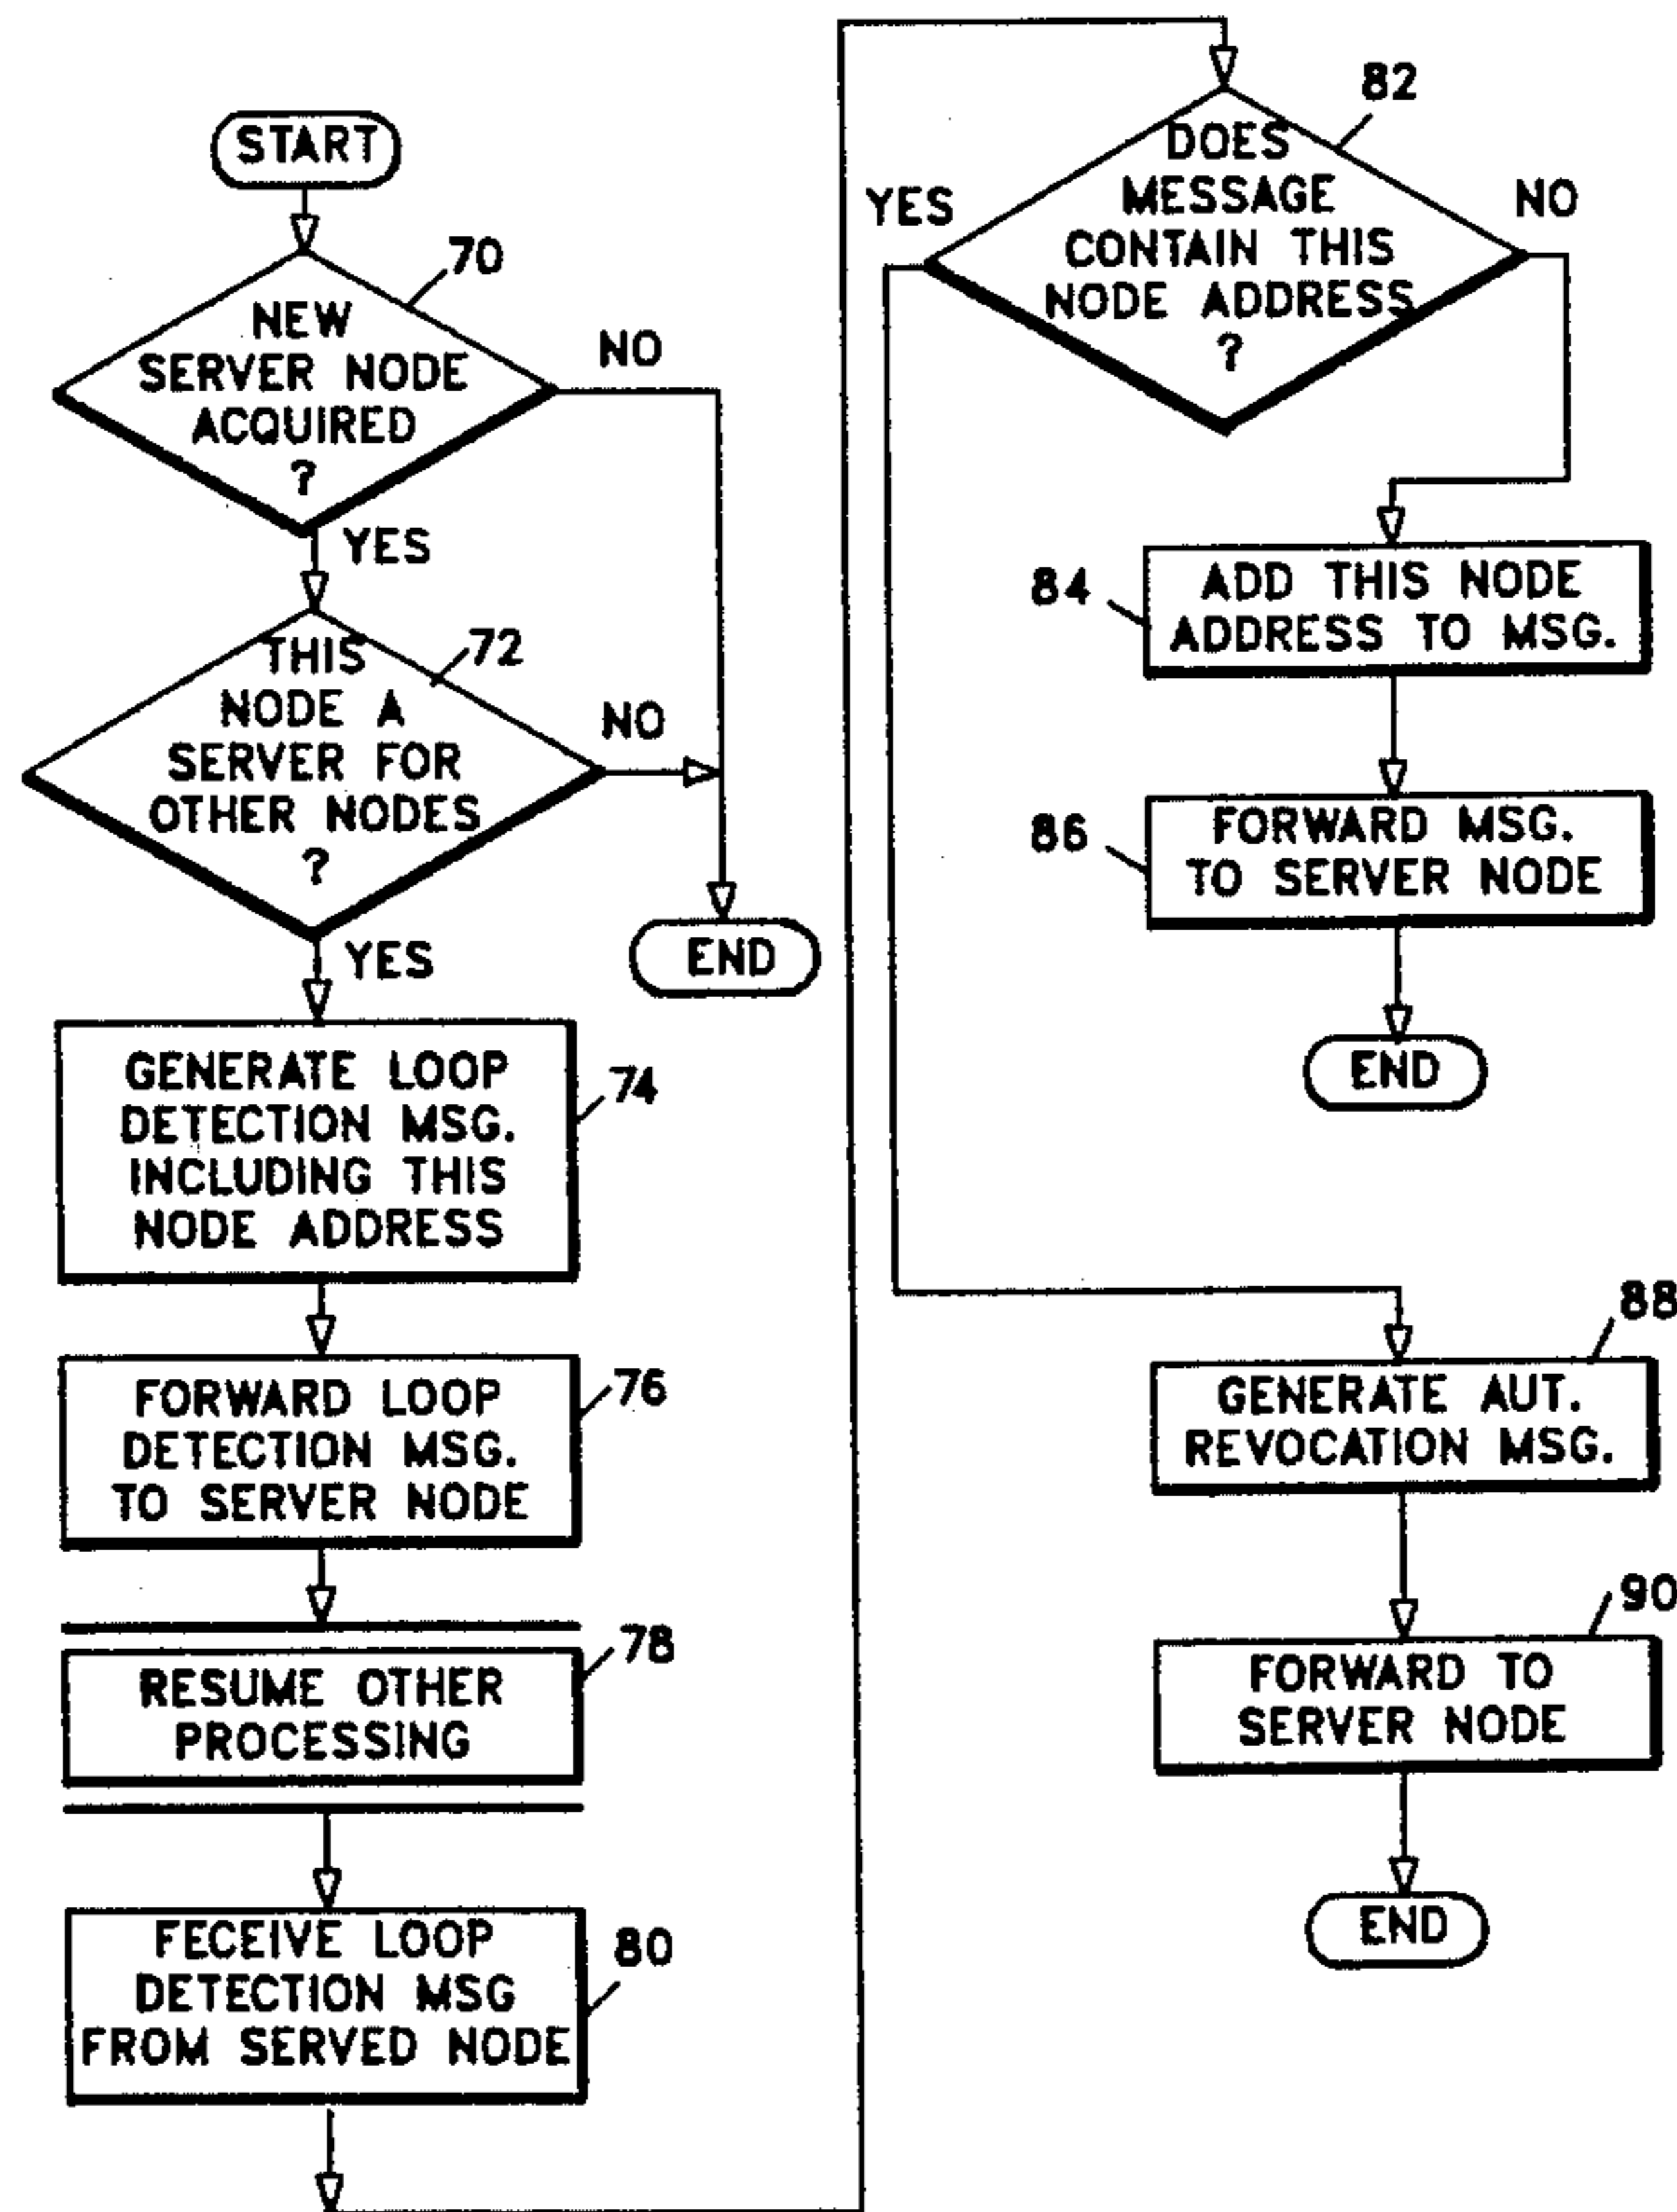 START
70
NEW
SERVER NODE
ACQUIRED
?
NO
YES
72
THIS
NODE A
SERVER FOR
OTHER NODES
?
NO
YES
END
GENERATE LOOP
DETECTION MSG.
INCLUDING THIS
NODE ADDRESS
74
FORWARD LOOP
DETECTION MSG.
TO SERVER NODE
76
RESUME OTHER
PROCESSING
78
FECEIVE LOOP
DETECTION MSG
FROM SERVED NODE
80
82
DOES
MESSAGE
CONTAIN THIS
NODE ADDRESS
?
YES
NO
84
ADD THIS NODE
ADDRESS TO MSG.
86
FORWARD MSG.
TO SERVER NODE
END
88
GENERATE AUT.
REVOCATION MSG.
90
FORWARD TO
SERVER NODE
END